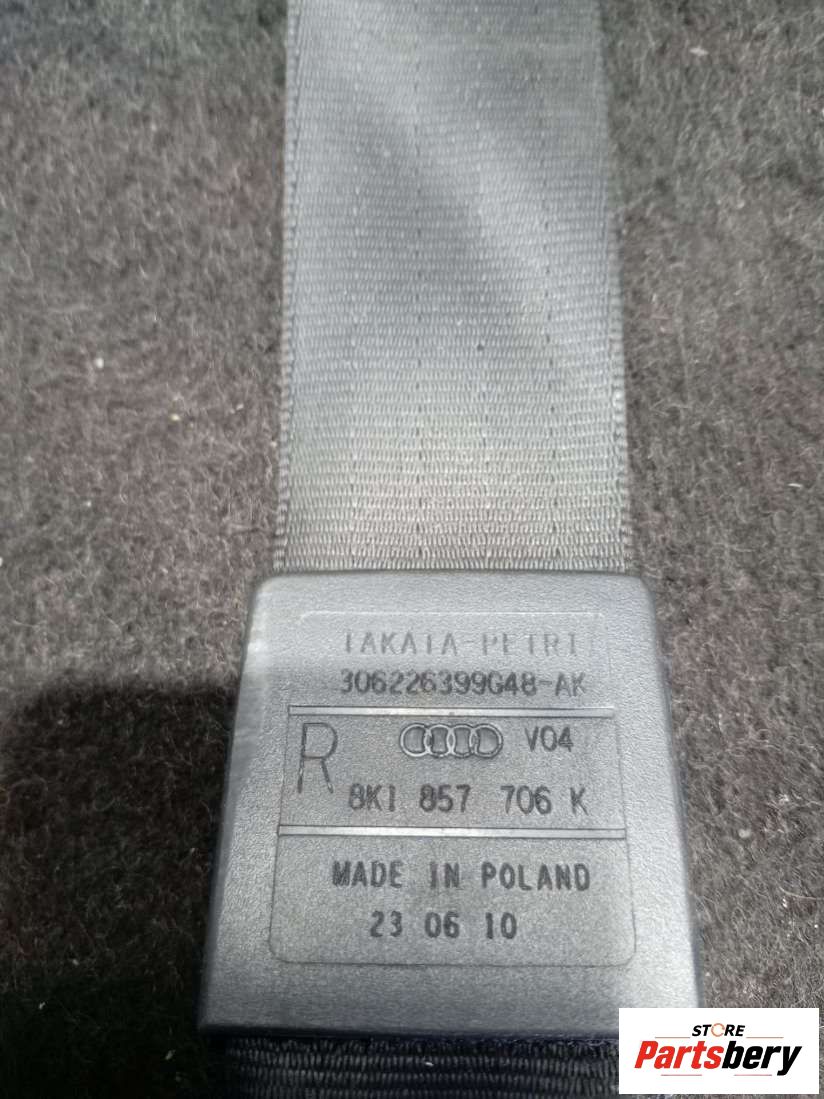 TAKATA-PETRI
306226399G48-AK
R V04
8K1 857 706 K
MADE IN POLAND
23 06 10
STORE
Partsbery